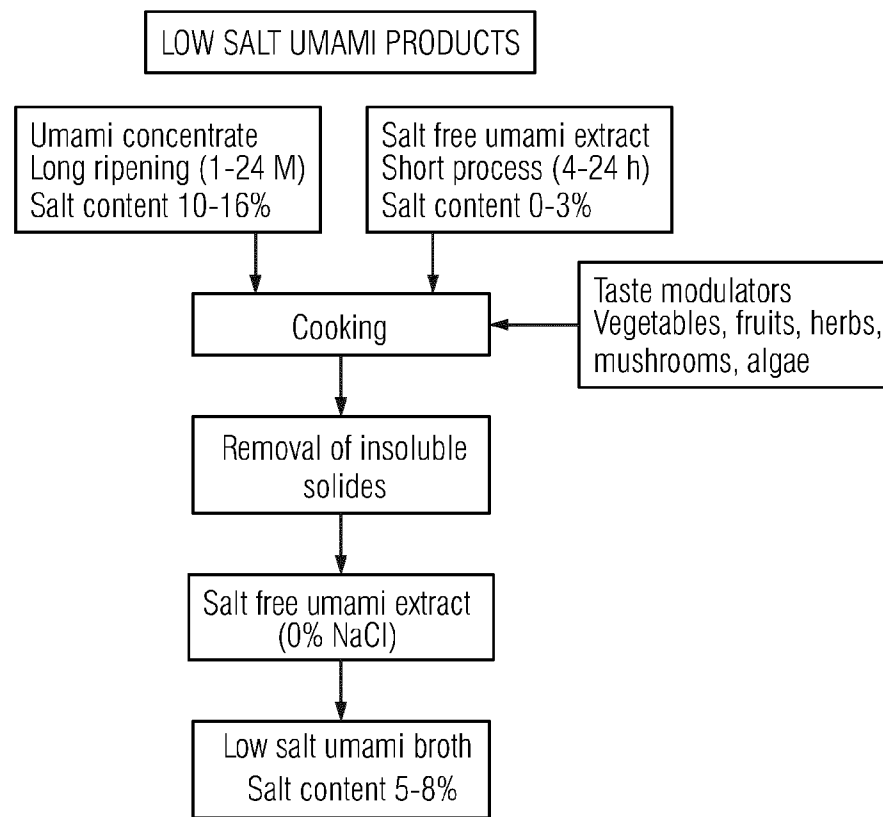 LOW SALT UMAMI PRODUCTS
Umami concentrate
Long ripening (1-24 M)
Salt content 10-16%
Salt free umami extract
Short process (4-24 h)
Salt content 0-3%
Taste modulators
Vegetables, fruits, herbs,
mushrooms, algae
Cooking
Removal of insoluble
solides
Salt free umami extract
(0% NaCl)
Low salt umami broth
Salt content 5-8%